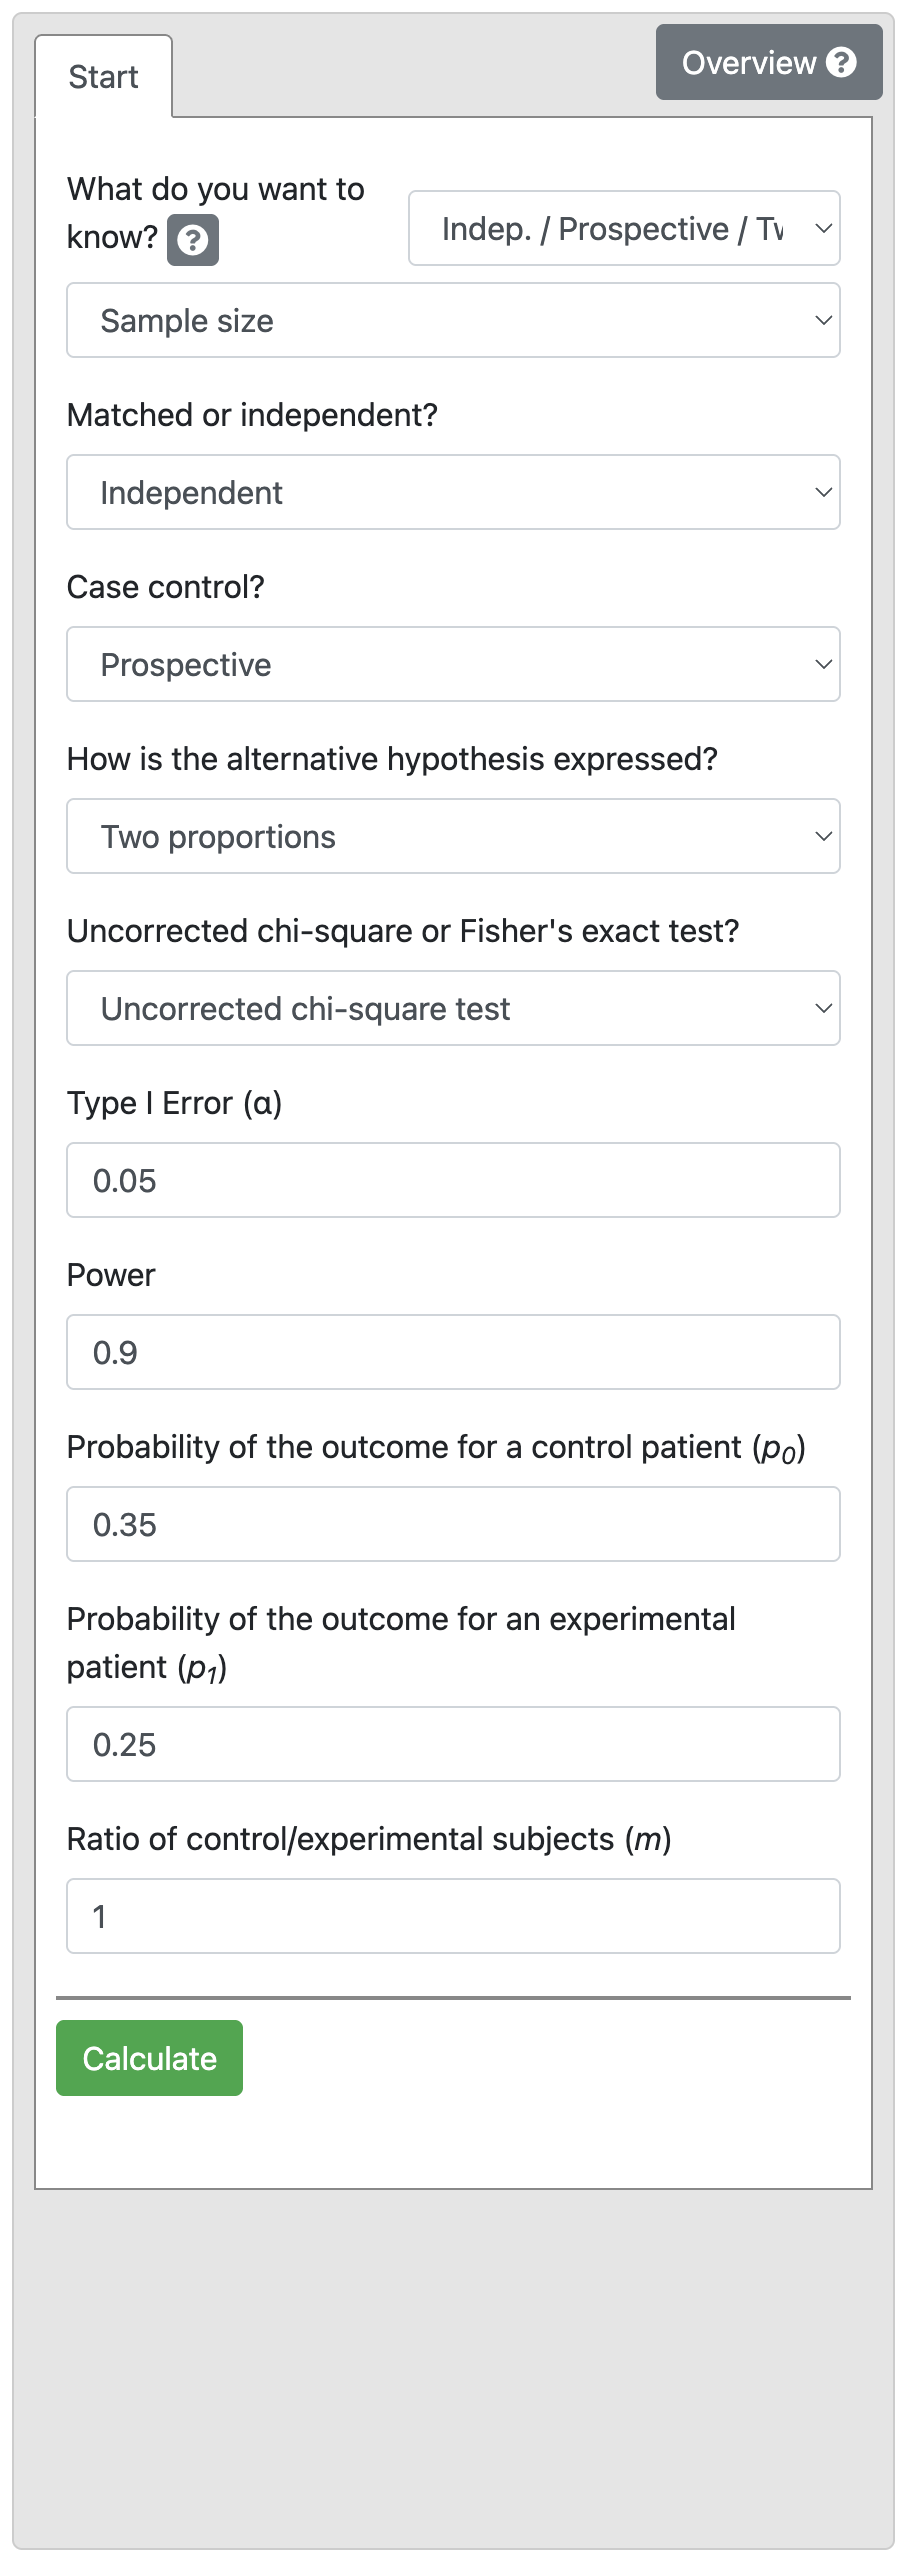 Start
Overview
What do you want to
know?
Indep. / Prospective /
Sample size
Matched or independent?
Independent
Case control?
Prospective
How is the alternative hypothesis expressed?
Two proportions
Uncorrected chi-square or Fisher's exact test?
Uncorrected chi-square test
Type I Error (α)
0.05
Power
0.9
Probability of the outcome for a control patient (p0)
0.35
Probability of the outcome for an experimental
patient (p1)
0.25
Ratio of control/experimental subjects (m)
1
Calculate